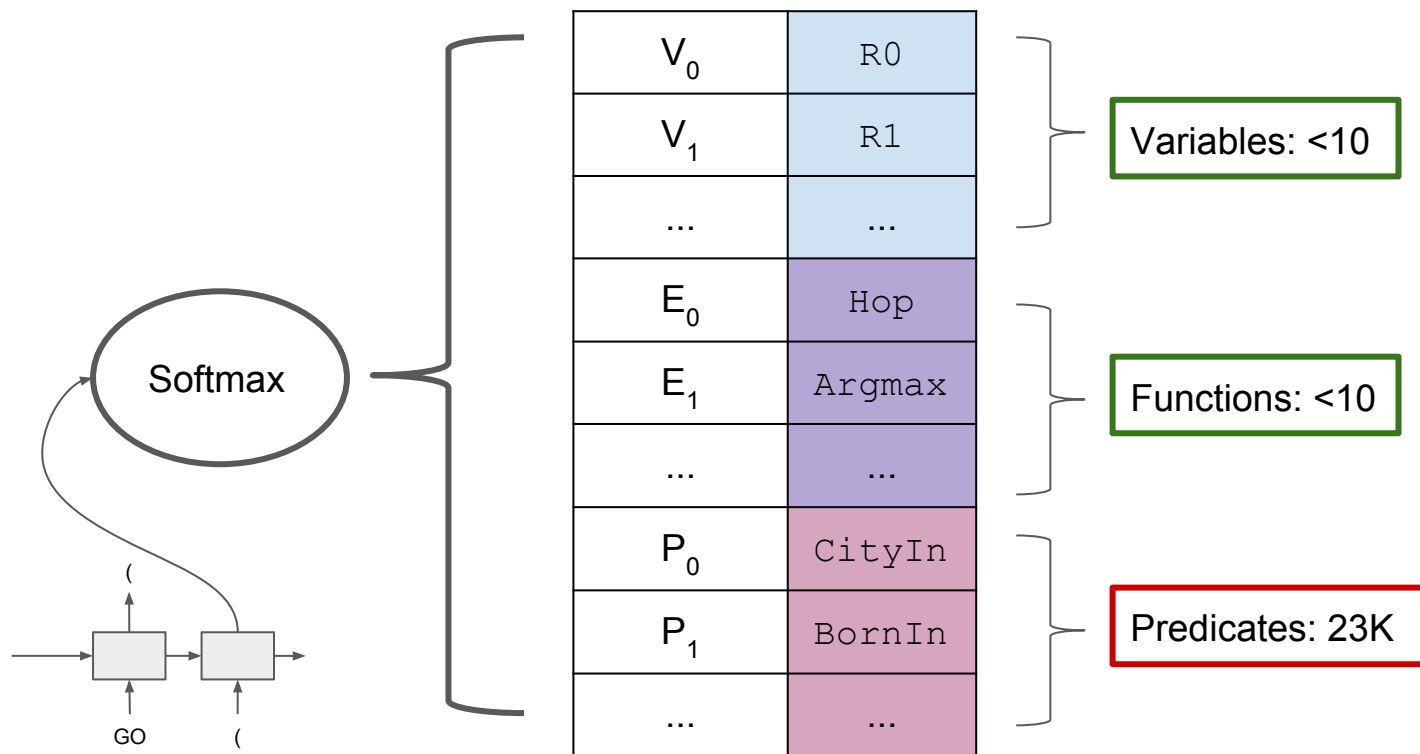 V0 R0
V1 R1
... ...
E0 Hop
E1 Argmax
... ...
P0 CityIn
P1 BornIn
... ...
Variables: <10
Functions: <10
Predicates: 23K
Softmax
(
GO (